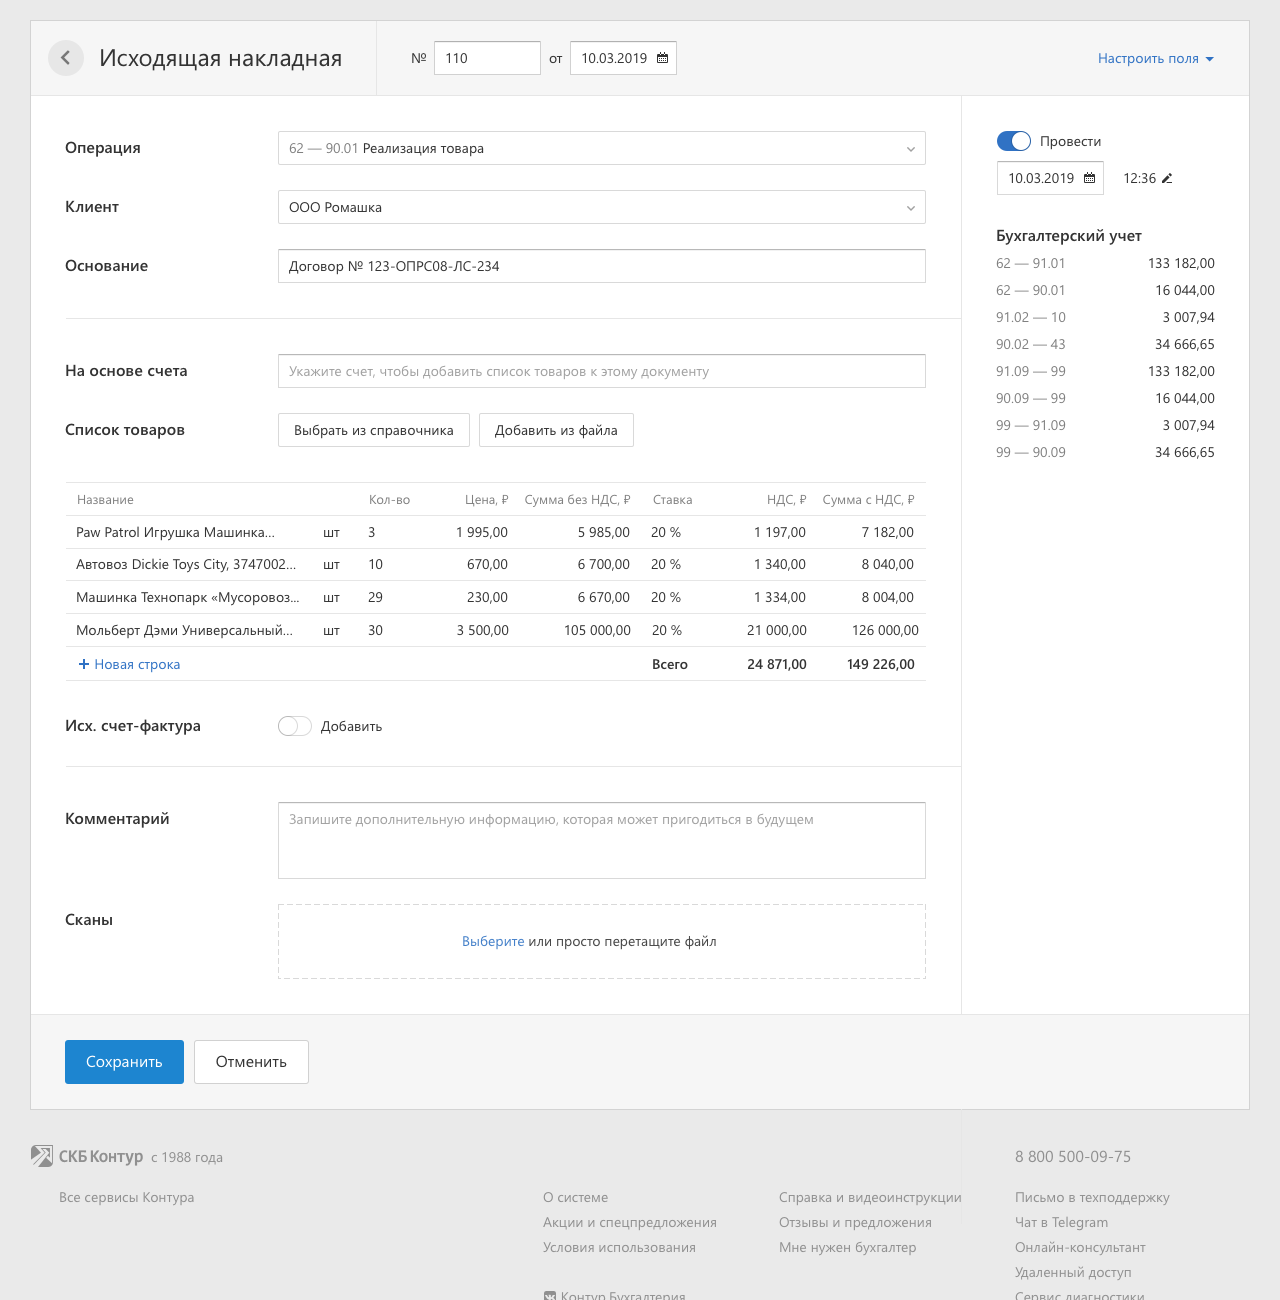 Исходящая накладная
№ 110 от 10.03.2019
Настроить поля
Операция
62 — 90.01 Реализация товара
Клиент
ООО Ромашка
Основание
Договор № 123-ОПРС08-ЛС-234
На основе счета
Укажите счет, чтобы добавить список товаров к этому документу
Список товаров
Выбрать из справочника
Добавить из файла
Название Кол-во Цена, ₽ Сумма без НДС, ₽ Ставка НДС, ₽ Сумма с НДС, ₽
Paw Patrol Игрушка Машинка... шт 3 1 995,00 5 985,00 20 % 1 197,00 7 182,00
Автовоз Dickie Toys City, 3747002... шт 10 670,00 6 700,00 20 % 1 340,00 8 040,00
Машинка Технопарк «Мусоровоз... шт 29 230,00 6 670,00 20 % 1 334,00 8 004,00
Мольберт Дэми Универсальный... шт 30 3 500,00 105 000,00 20 % 21 000,00 126 000,00
+ Новая строка Всего 24 871,00 149 226,00
Исх. счет-фактура
Добавить
Комментарий
Запишите дополнительную информацию, которая может пригодиться в будущем
Сканы
Выберите или просто перетащите файл
Провести
10.03.2019 12:36
Бухгалтерский учет
62 — 91.01 133 182,00
62 — 90.01 16 044,00
91.02 — 10 3 007,94
90.02 — 43 34 666,65
91.09 — 99 133 182,00
90.09 — 99 16 044,00
99 — 91.09 3 007,94
99 — 90.09 34 666,65
Сохранить
Отменить
СКБ Контур с 1988 года
Все сервисы Контура
О системе
Акции и спецпредложения
Условия использования
Контур.Бухгалтерия
Справка и видеоинструкции
Отзывы и предложения
Мне нужен бухгалтер
8 800 500-09-75
Письмо в техподдержку
Чат в Telegram
Онлайн-консультант
Удаленный доступ
Сервис диагностики